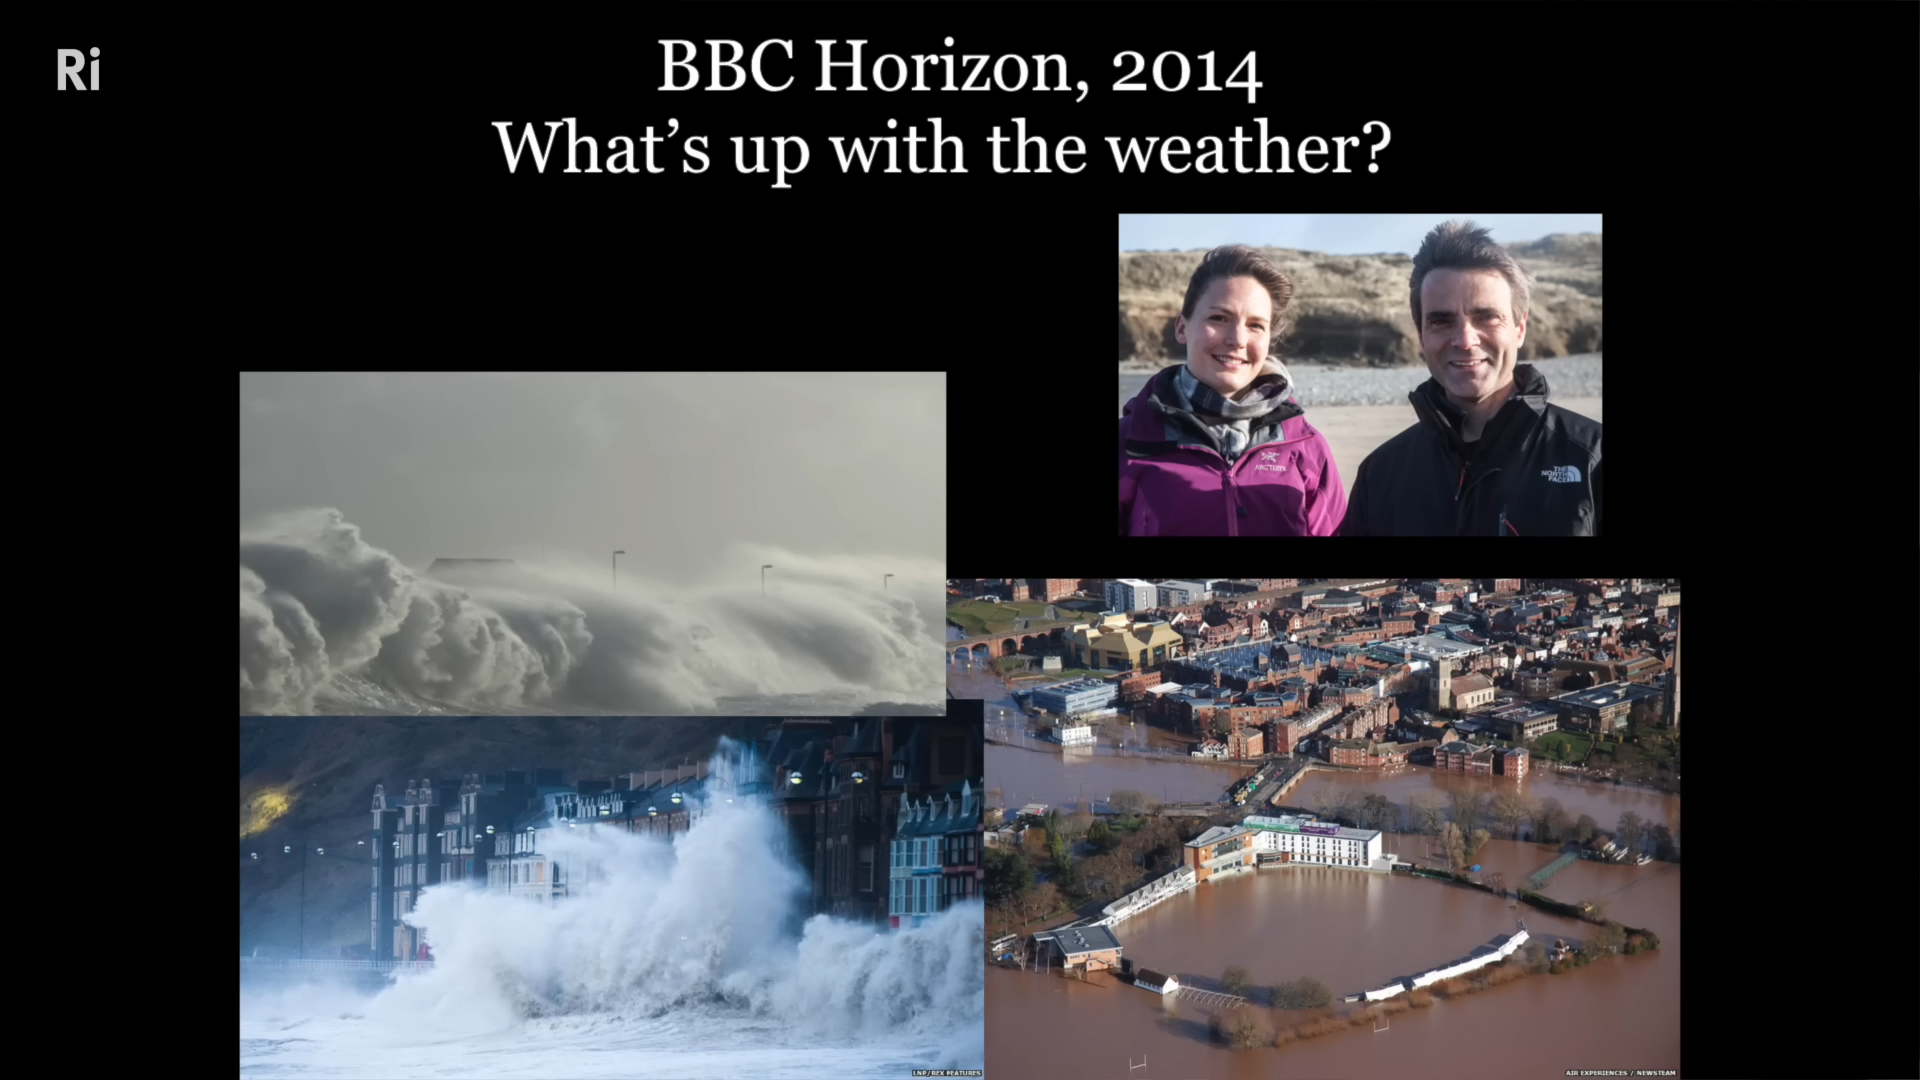 Ri
BBC Horizon, 2014
What's up with the weather?
ARC'TERYX
THE
NORTH
FACE
LNP/REX FEATURES
AIR EXPERIENCES / NEWSTEAM